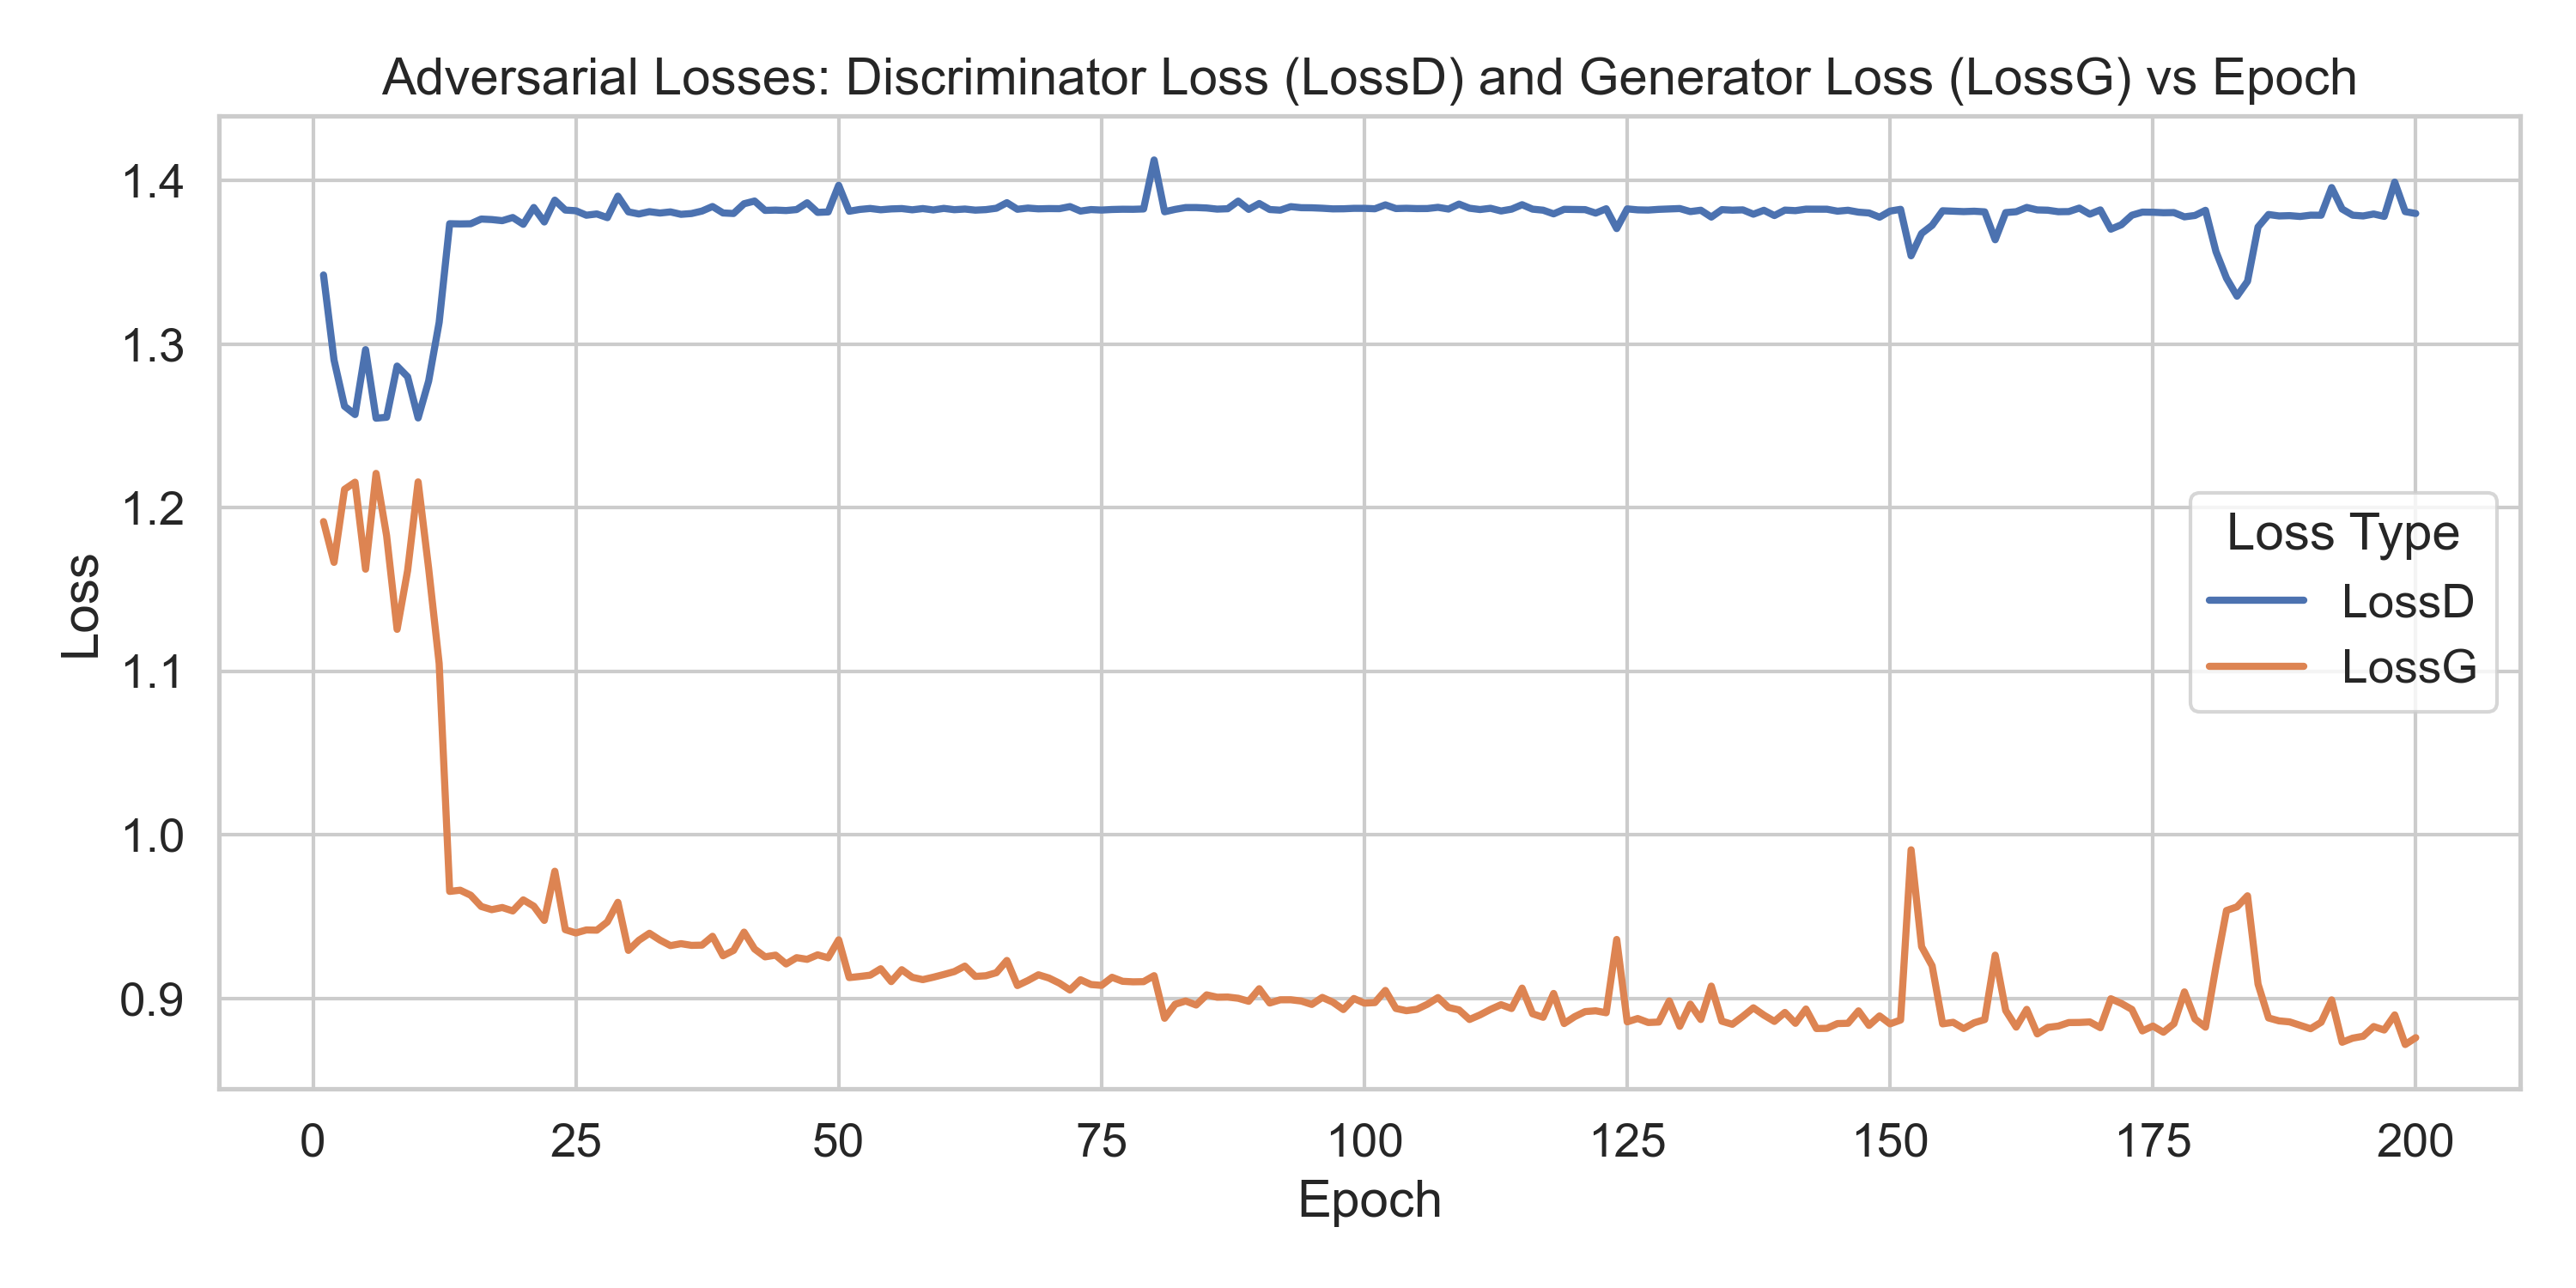 Adversarial Losses: Discriminator Loss (LossD) and Generator Loss (LossG) vs Epoch
Loss
1.4
1.3
1.2
1.1
1.0
0.9
Loss Type
LossD
LossG
0 25 50 75 100 125 150 175 200
Epoch